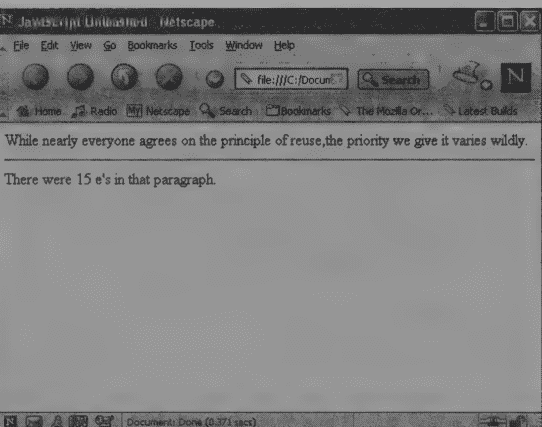 JavaScript Unleashed - Netscape
File Edit View Go Bookmarks Tools Window Help
file:///C:/Docum Search N
Home Radio My Netscape Search Bookmarks The Mozilla Or... Latest Builds
While nearly everyone agrees on the principle of reuse,the priority we give it varies wildly.
There were 15 e's in that paragraph.
Document: Done (0.371 secs)